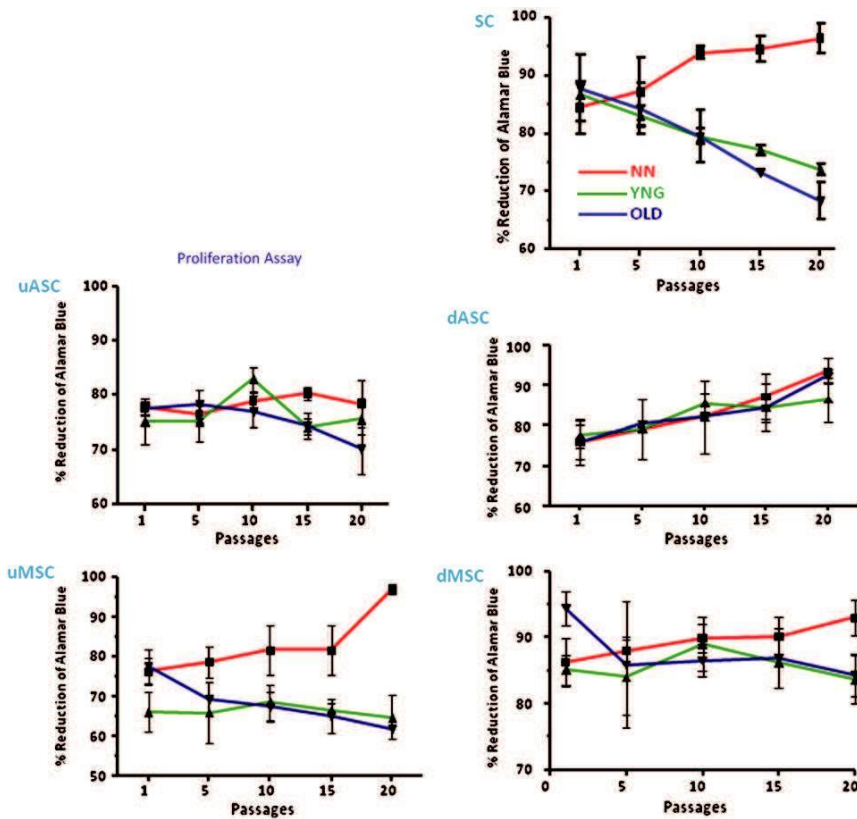 SC
% Reduction of Alamar Blue
100
90
80
70
60
NN
YNG
OLD
1 5 10 15 20
Passages
Proliferation Assay
uASC
% Reduction of Alamar Blue
100
90
80
70
60
1 5 10 15 20
Passages
dASC
% Reduction of Alamar Blue
100
90
80
70
60
1 5 10 15 20
Passages
uMSC
% Reduction of Alamar Blue
100
90
80
70
60
50
1 5 10 15 20
Passages
dMSC
% Reduction of Alamar Blue
100
90
80
70
0 5 10 15 20
Passages